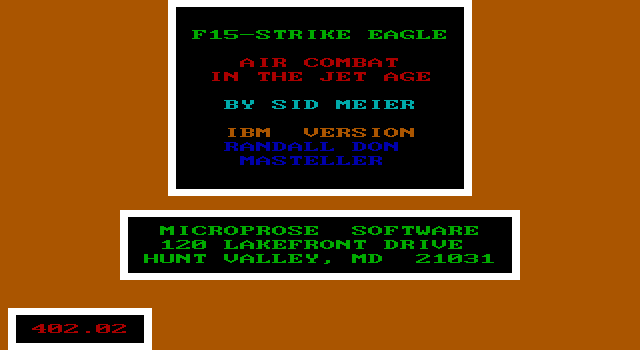 F15-STRIKE EAGLE
AIR COMBAT
IN THE JET AGE
BY SID MEIER
IBM  VERSION
RANDALL DON
MASTELLER
MICROPROSE  SOFTWARE
120 LAKEFRONT DRIVE
HUNT VALLEY, MD  21031
402.02